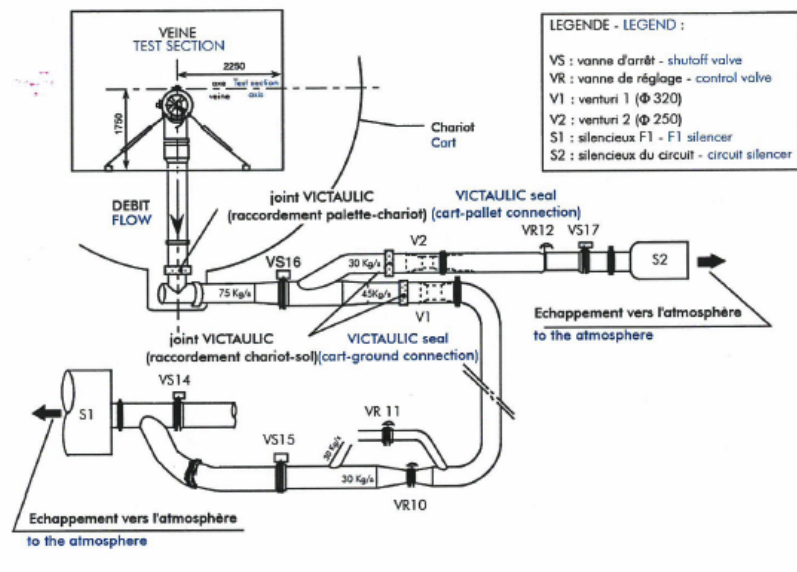 VEINE
TEST SECTION
2250
axe Test section
veine axis
1750
Chariot
Cart
DEBIT
FLOW
LEGENDE - LEGEND :
VS : vanne d'arrêt - shutoff valve
VR : vanne de réglage - control valve
V1 : venturi 1 (Φ 320)
V2 : venturi 2 (Φ 250)
S1 : silencieux F1 - F1 silencer
S2 : silencieux du circuit - circuit silencer
joint VICTAULIC VICTAULIC seal
(raccordement palette-chariot) (cart-pallet connection)
VR12 VS17
V2
VS16
30 Kg/s
S2
75 Kg/s
45Kg/s
V1
Echappement vers l'atmosphère
to the atmosphere
joint VICTAULIC VICTAULIC seal
(raccordement chariot-sol)(cart-ground connection)
VS14
S1
VR 11
VS15
30 Kg/s
30 Kg/s
VR10
Echappement vers l'atmosphère
to the atmosphere